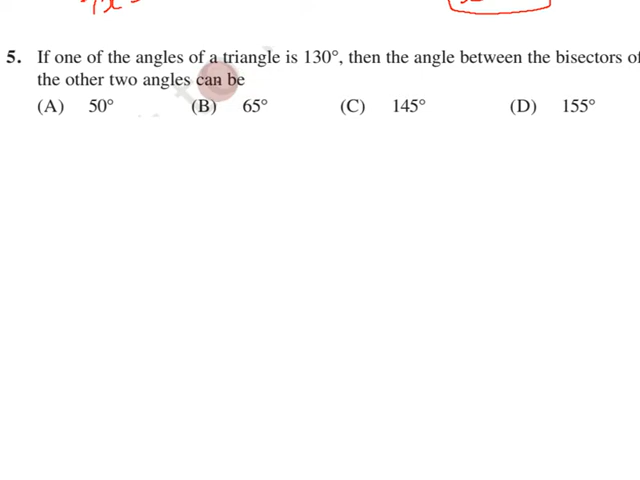 5. If one of the angles of a triangle is 130°, then the angle between the bisectors of
the other two angles can be
(A) 50° (B) 65° (C) 145° (D) 155°